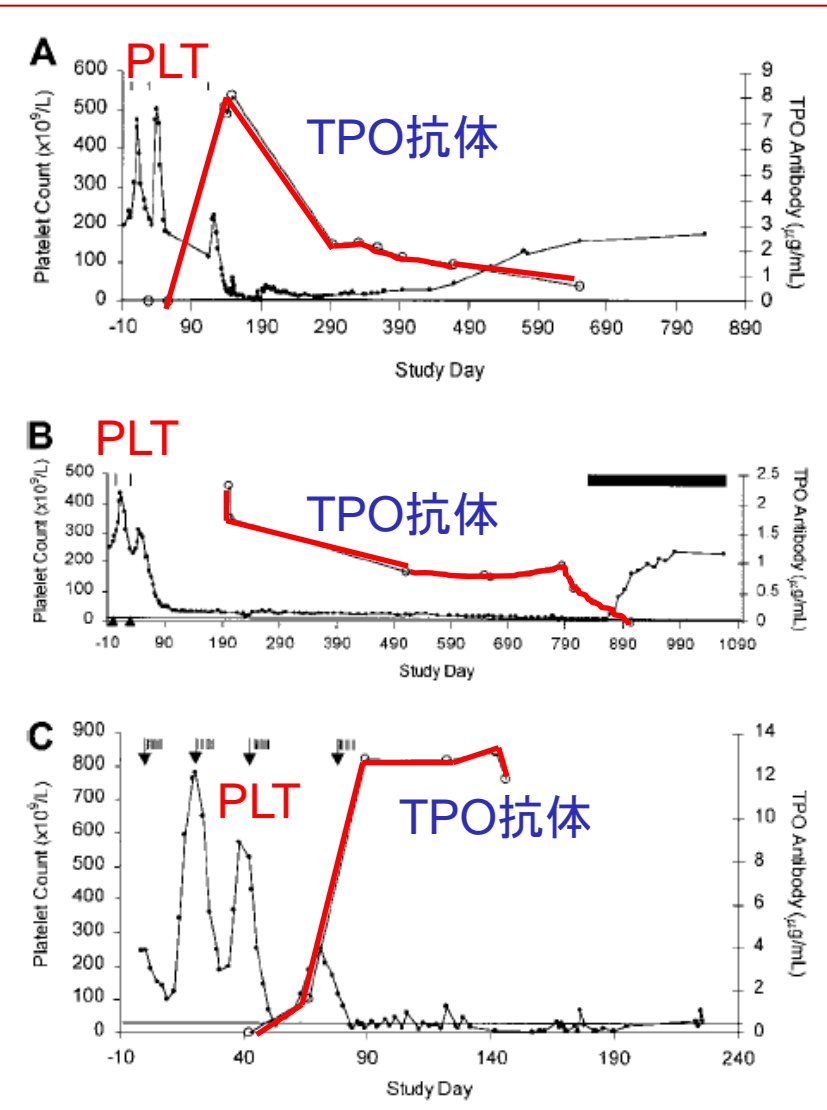 A
PLT
TPO抗体
Platelet Count (x10⁹/L)
600
500
400
300
200
100
0
9
8
7
6
5
4
3
2
1
0
TPO Antibody (μg/mL)
-10 90 190 290 390 490 590 690 790 890
Study Day
B
PLT
TPO抗体
Platelet Count (x10⁹/L)
500
400
300
200
100
0
2.5
2
1.5
1
0.5
0
TPO Antibody (μg/mL)
-10 90 190 290 390 490 590 690 790 890 990 1090
Study Day
C
PLT
TPO抗体
Platelet Count (x10⁹/L)
900
800
700
600
500
400
300
200
100
0
14
12
10
8
6
4
2
0
TPO Antibody (μg/mL)
-10 40 90 140 190 240
Study Day